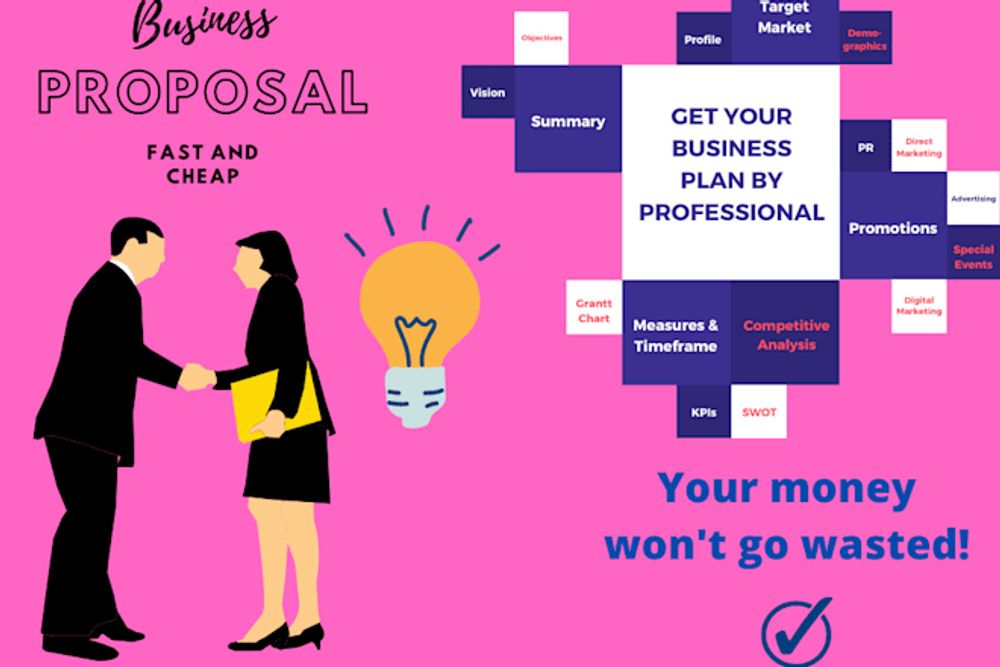 Business
PROPOSAL
FAST AND
CHEAP
Objectives
Vision
Summary
Profile
Target
Market
Demo-
graphics
GET YOUR
BUSINESS
PLAN BY
PROFESSIONAL
PR
Direct
Marketing
Advertising
Promotions
Special
Events
Digital
Marketing
Grantt
Chart
Measures &
Timeframe
Competitive
Analysis
KPIs
SWOT
Your money
won't go wasted!